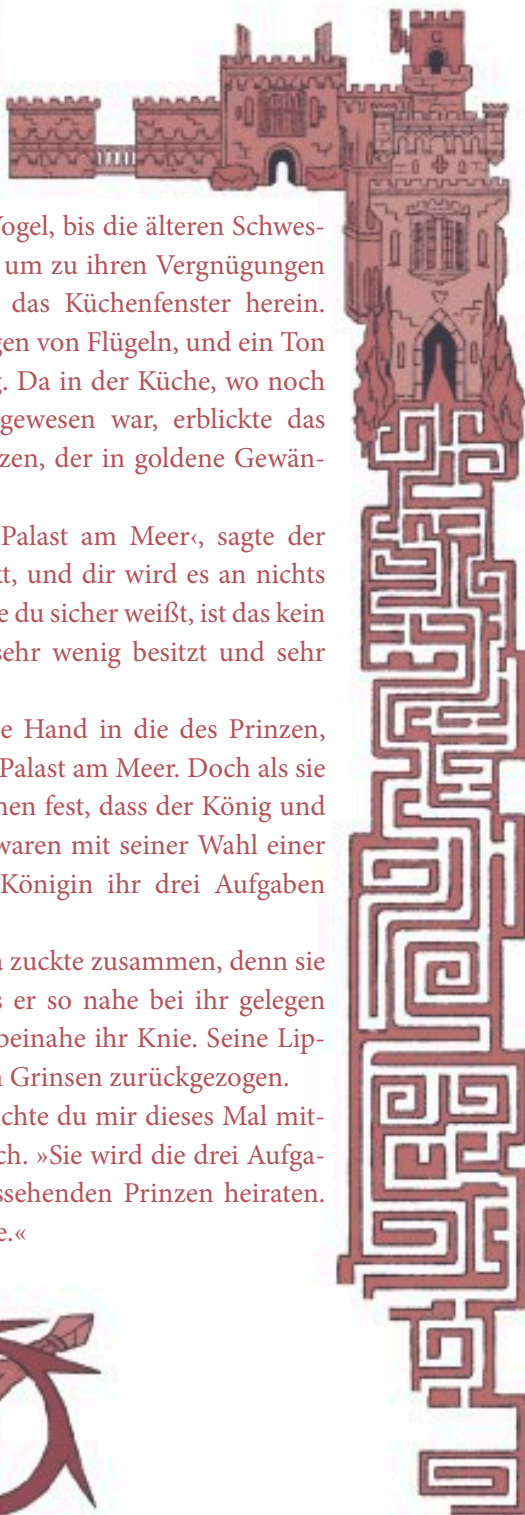 Vogel, bis die älteren Schwes-
um zu ihren Vergnügungen
das Küchenfenster herein.
gen von Flügeln, und ein Ton
Da in der Küche, wo noch
gewesen war, erblickte das
zen, der in goldene Gewän-
Palast am Meer‹, sagte der
kt, und dir wird es an nichts
e du sicher weißt, ist das kein
sehr wenig besitzt und sehr
e Hand in die des Prinzen,
Palast am Meer. Doch als sie
hen fest, dass der König und
waren mit seiner Wahl einer
Königin ihr drei Aufgaben
a zuckte zusammen, denn sie
s er so nahe bei ihr gelegen
beinahe ihr Knie. Seine Lip-
n Grinsen zurückgezogen.
ichte du mir dieses Mal mit-
ch. »Sie wird die drei Aufga-
ssehenden Prinzen heiraten.
e.«